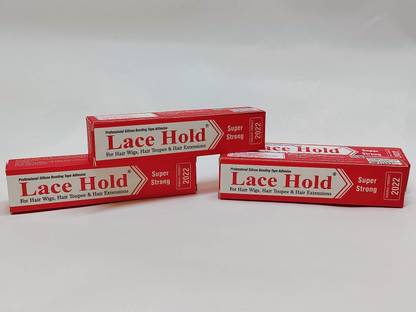 Professional Silicon Bonding Tape Adhesive
Lace Hold®
For Hair Wigs, Hair Toupee & Hair Extensions
Super
Strong
2022
Professional Silicon Bonding Tape Adhesive
Lace Hold®
For Hair Wigs, Hair Toupee & Hair Extensions
Super
Strong
2022
Professional Silicon Bonding Tape Adhesive
Lace Hold®
For Hair Wigs, Hair Toupee & Hair Extensions
Super
Strong
2022